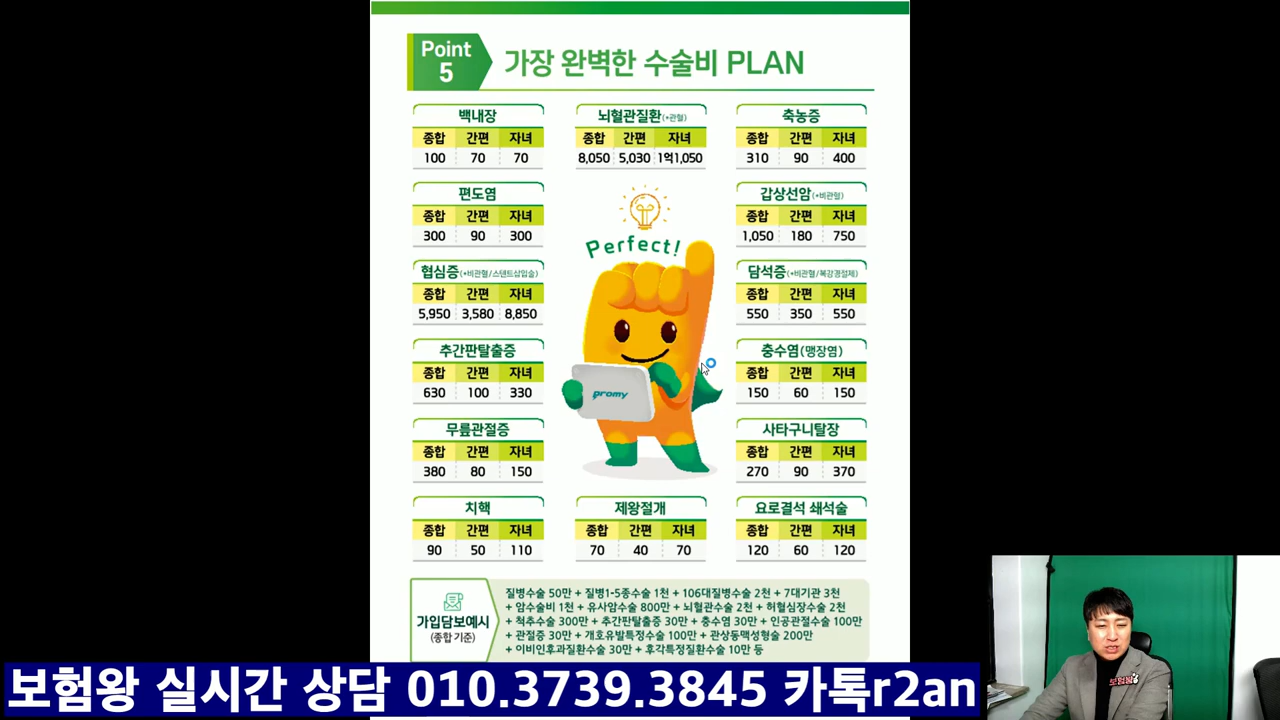 Point
5
가장 완벽한 수술비 PLAN
백내장
종합 간편 자녀
100 70 70
뇌혈관질환(+관혈)
종합 간편 자녀
8,050 5,030 1억1,050
축농증
종합 간편 자녀
310 90 400
편도염
종합 간편 자녀
300 90 300
갑상선암(+비관혈)
종합 간편 자녀
1,050 180 750
Perfect!
협심증(+비관혈/스텐트삽입술)
종합 간편 자녀
5,950 3,580 8,850
담석증(+비관혈/복강경절제)
종합 간편 자녀
550 350 550
추간판탈출증
종합 간편 자녀
630 100 330
충수염(맹장염)
종합 간편 자녀
150 60 150
promy
무릎관절증
종합 간편 자녀
380 80 150
사타구니탈장
종합 간편 자녀
270 90 370
치핵
종합 간편 자녀
90 50 110
제왕절개
종합 간편 자녀
70 40 70
요로결석 쇄석술
종합 간편 자녀
120 60 120
가입담보예시
(종합 기준)
질병수술 50만 + 질병1-5종수술 1천 + 106대질병수술 2천 + 7대기관 3천
+ 암수술비 1천 + 유사암수술 800만 + 뇌혈관수술 2천 + 허혈심장수술 2천
+ 척추수술 300만 + 추간판탈출증 30만 + 충수염 30만 + 인공관절수술 100만
+ 관절증 30만 + 개호유발특정수술 100만 + 관상동맥성형술 200만
+ 이비인후과질환수술 30만 + 후각특정질환수술 10만 등
보험왕 실시간 상담 010.3739.3845 카톡r2an
보험왕